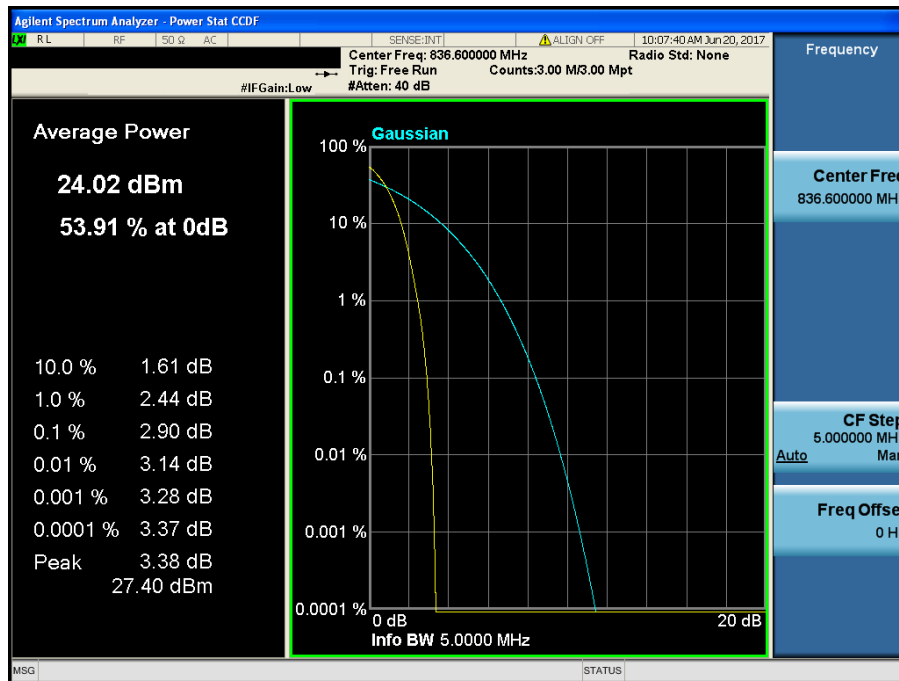 Agilent Spectrum Analyzer - Power Stat CCDF
LXI RL RF 50 Ω AC SENSE:INT ALIGN OFF 10:07:40 AM Jun 20, 2017
Center Freq: 836.600000 MHz Radio Std: None
Trig: Free Run Counts:3.00 M/3.00 Mpt
#IFGain:Low #Atten: 40 dB
Frequency
Average Power
24.02 dBm
53.91 % at 0dB
10.0 % 1.61 dB
1.0 % 2.44 dB
0.1 % 2.90 dB
0.01 % 3.14 dB
0.001 % 3.28 dB
0.0001 % 3.37 dB
Peak 3.38 dB
27.40 dBm
Gaussian
100 %
10 %
1 %
0.1 %
0.01 %
0.001 %
0.0001 %
0 dB 20 dB
Info BW 5.0000 MHz
Center Fre
836.600000 MH
CF Step
5.000000 MH
Auto Ma
Freq Offse
0 H
MSG STATUS